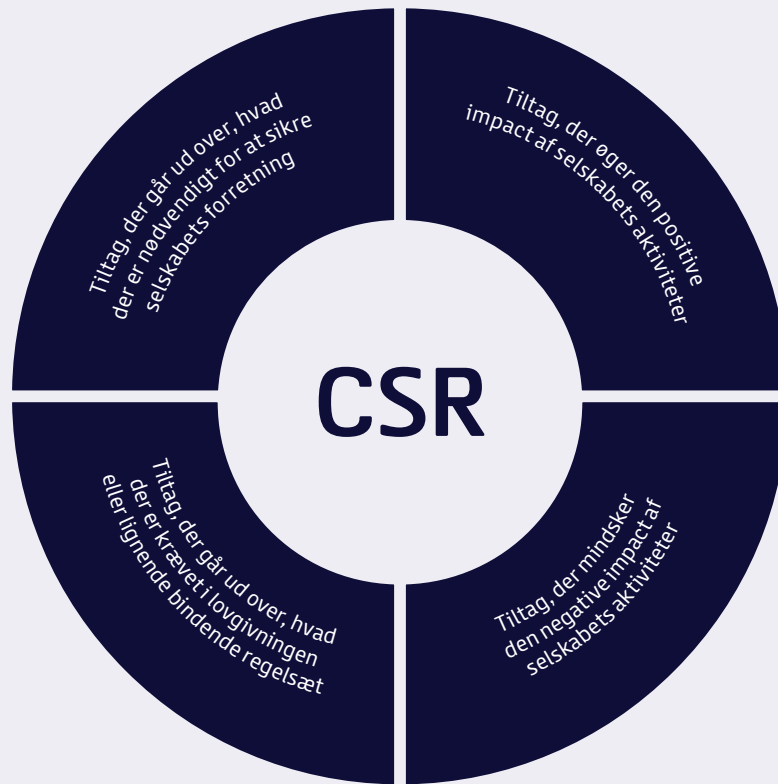 Tiltag, der går ud over, hvad
der er nødvendigt for at sikre
selskabets forretning
Tiltag, der øger den positive
impact af selskabets aktiviteter
CSR
Tiltag, der går ud over, hvad
der er krævet i lovgivningen
eller lignende bindende regelsæt
Tiltag, der mindsker
den negative impact af
selskabets aktiviteter